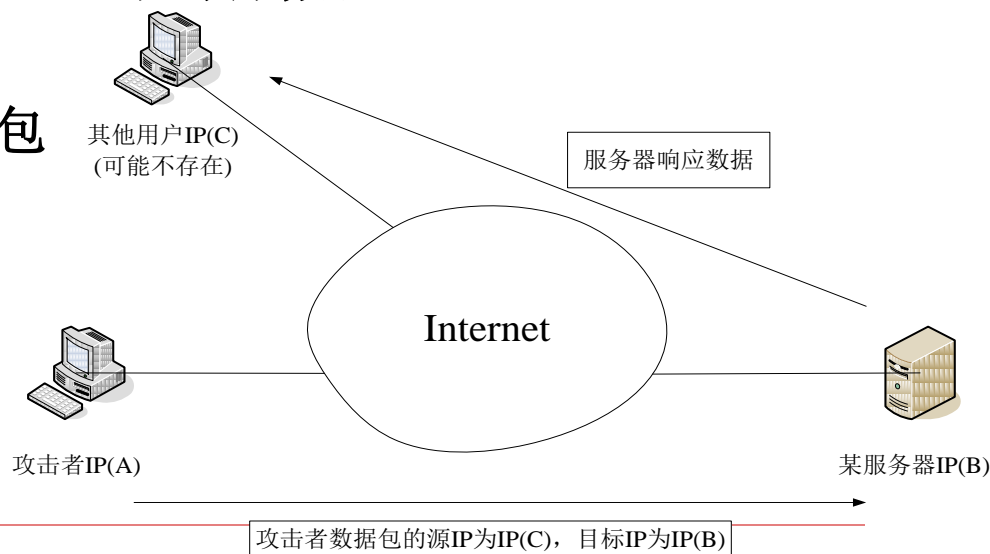 包
其他用户IP(C)
(可能不存在)
服务器响应数据
Internet
攻击者IP(A)
某服务器IP(B)
攻击者数据包的源IP为IP(C)，目标IP为IP(B)